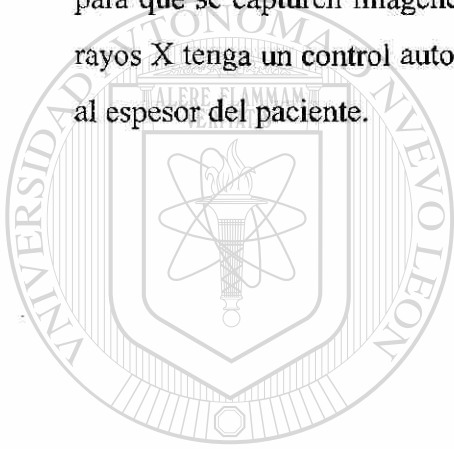 para que se capturen imágene
rayos X tenga un control auto
al espesor del paciente.
UNIVERSIDAD AUTONOMA DE NVEVO LEON
ALERE FLAMMAM
VERITATIS